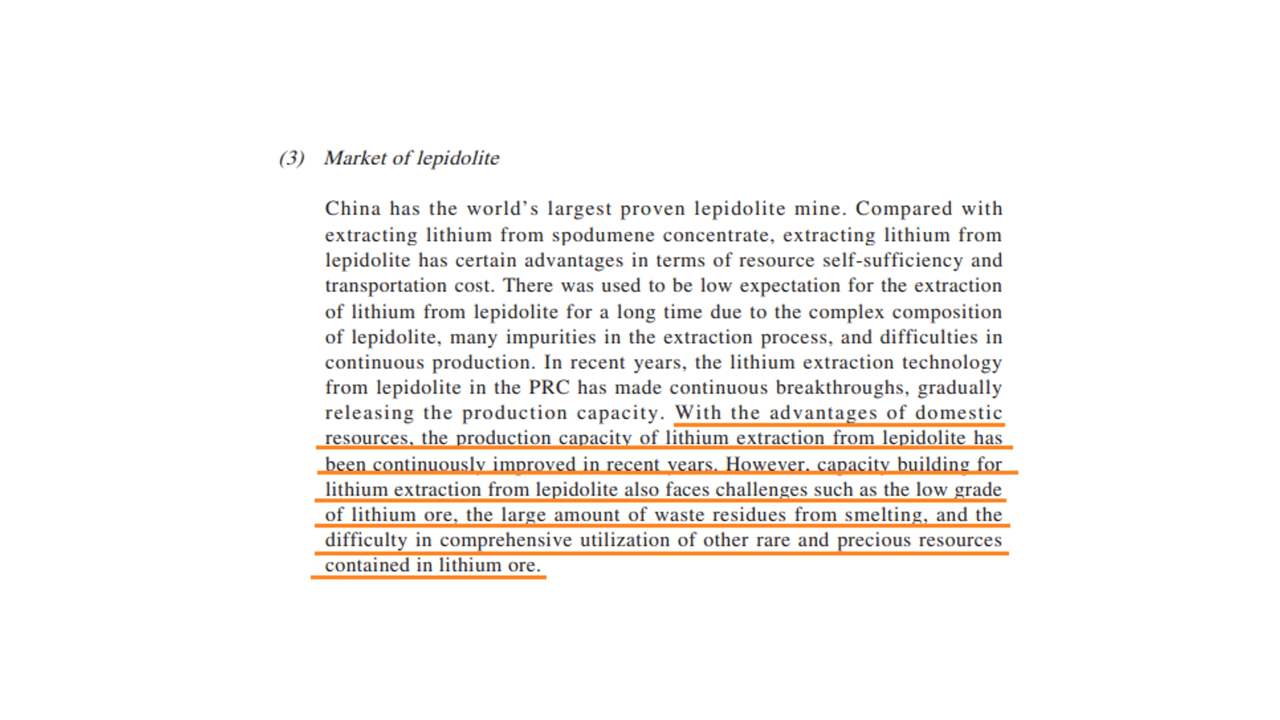 (3) Market of lepidolite
China has the world's largest proven lepidolite mine. Compared with
extracting lithium from spodumene concentrate, extracting lithium from
lepidolite has certain advantages in terms of resource self-sufficiency and
transportation cost. There was used to be low expectation for the extraction
of lithium from lepidolite for a long time due to the complex composition
of lepidolite, many impurities in the extraction process, and difficulties in
continuous production. In recent years, the lithium extraction technology
from lepidolite in the PRC has made continuous breakthroughs, gradually
releasing the production capacity. With the advantages of domestic
resources, the production capacity of lithium extraction from lepidolite has
been continuously improved in recent years. However, capacity building for
lithium extraction from lepidolite also faces challenges such as the low grade
of lithium ore, the large amount of waste residues from smelting, and the
difficulty in comprehensive utilization of other rare and precious resources
contained in lithium ore.